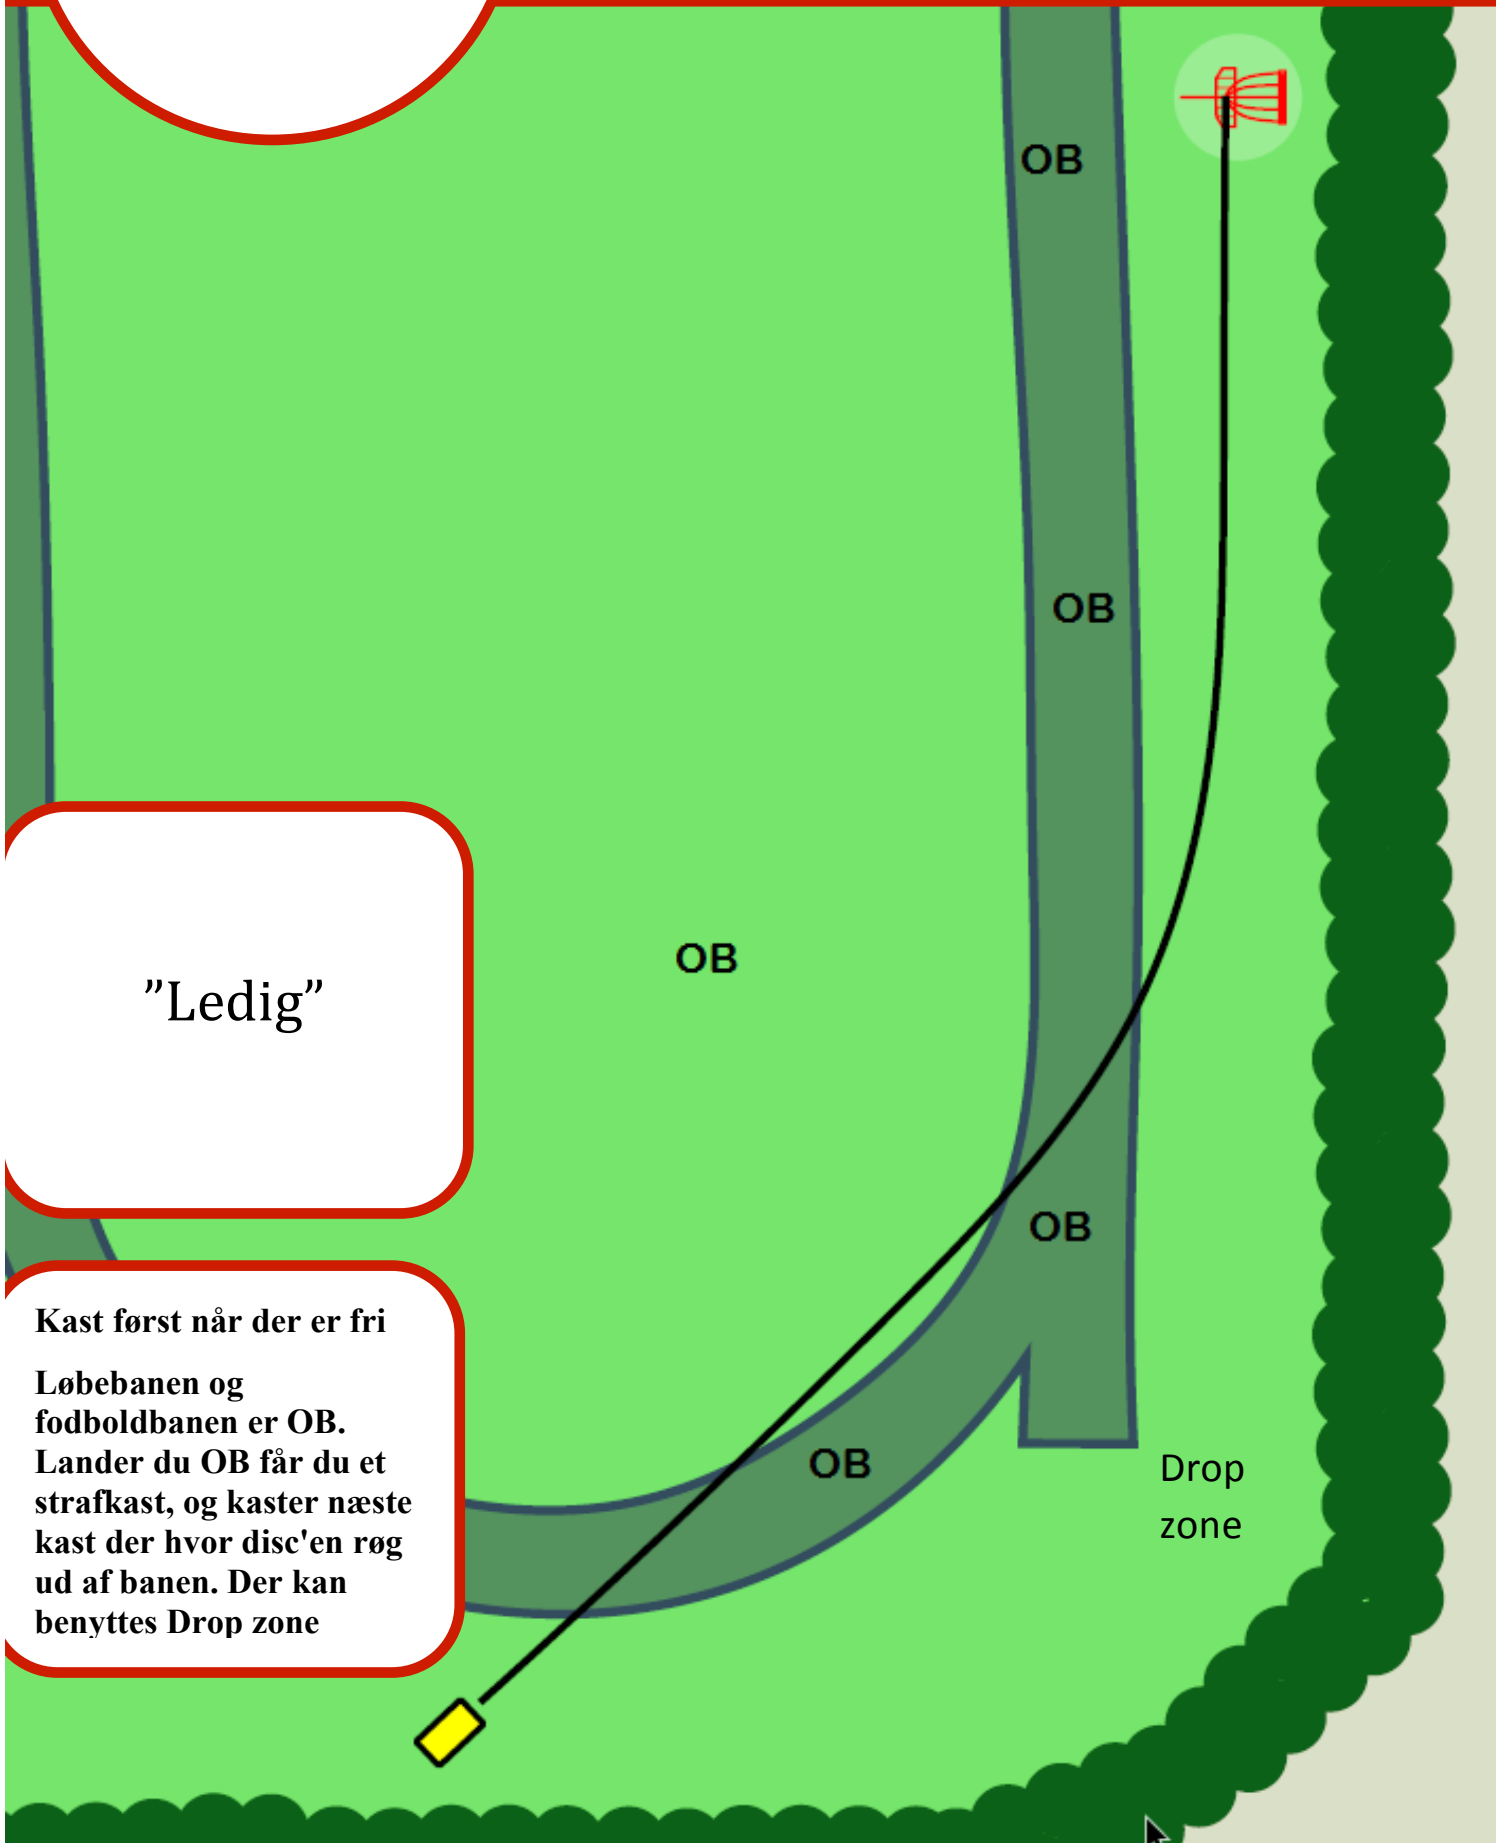 OB
OB
OB
”Ledig”
OB
Kast først når der er fri
Løbebanen og
fodboldbanen er OB.
Lander du OB får du et
strafkast, og kaster næste
kast der hvor disc'en røg
ud af banen. Der kan
benyttes Drop zone
OB
Drop
zone